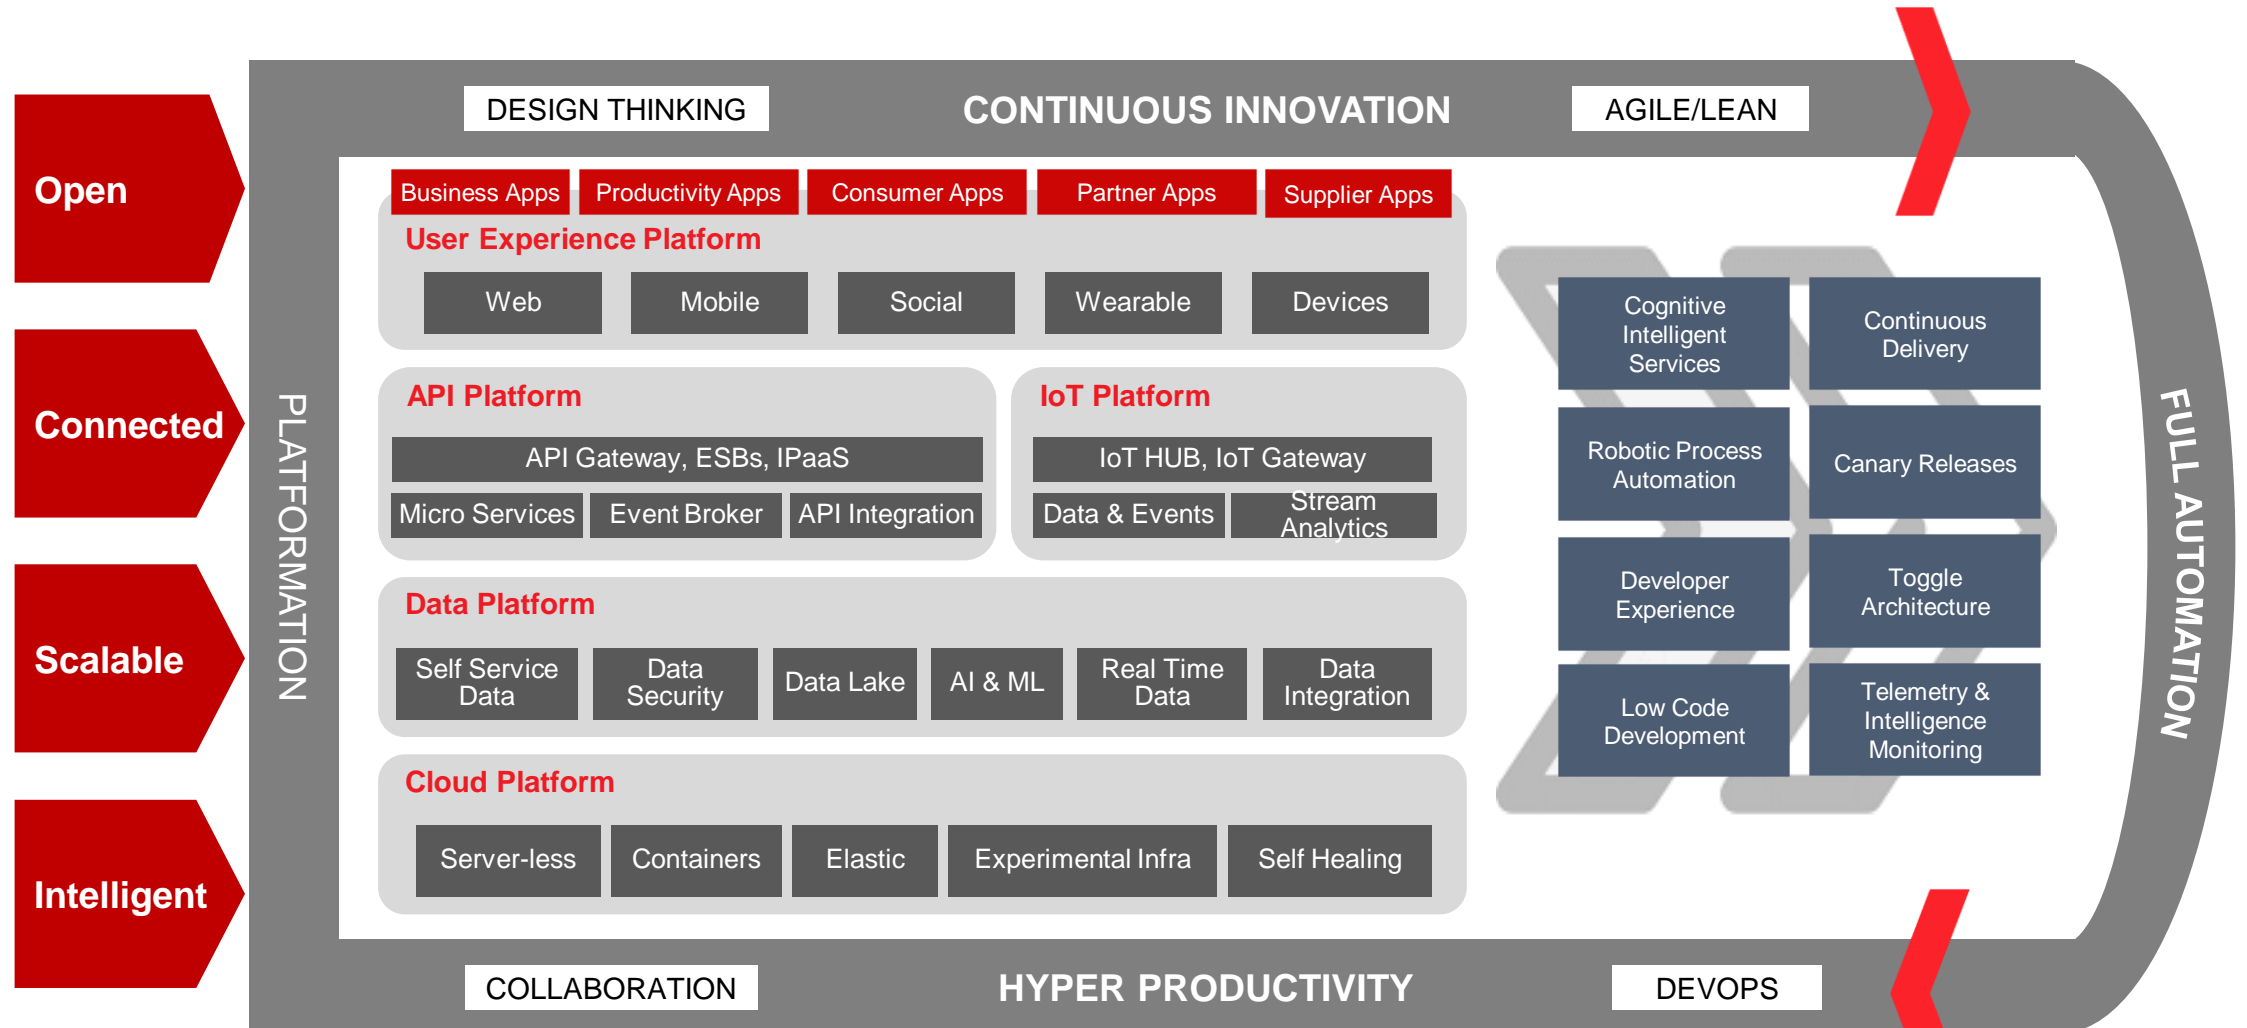 DESIGN THINKING
CONTINUOUS INNOVATION
AGILE/LEAN
Open
Connected
Scalable
Intelligent
PLATFORMATION
Business Apps
Productivity Apps
Consumer Apps
Partner Apps
Supplier Apps
User Experience Platform
Web
Mobile
Social
Wearable
Devices
API Platform
API Gateway, ESBs, IPaaS
Micro Services
Event Broker
API Integration
IoT Platform
IoT HUB, IoT Gateway
Data & Events
Stream
Analytics
Data Platform
Self Service
Data
Data
Security
Data Lake
AI & ML
Real Time
Data
Data
Integration
Cloud Platform
Server-less
Containers
Elastic
Experimental Infra
Self Healing
Cognitive
Intelligent
Services
Continuous
Delivery
Robotic Process
Automation
Canary Releases
Developer
Experience
Toggle
Architecture
Low Code
Development
Telemetry &
Intelligence
Monitoring
FULL AUTOMATION
COLLABORATION
HYPER PRODUCTIVITY
DEVOPS